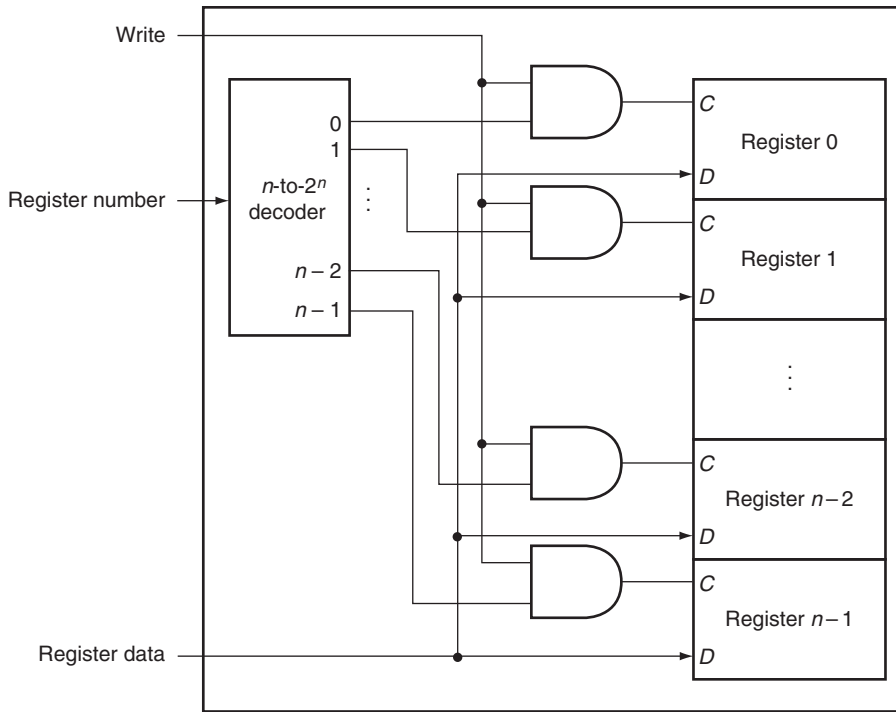 Write
C
0
Register 0
1
n-to-2ⁿ
decoder
⋮
D
Register number
C
Register 1
n – 2
D
n – 1
⋮
C
Register n – 2
D
C
Register n – 1
Register data
D